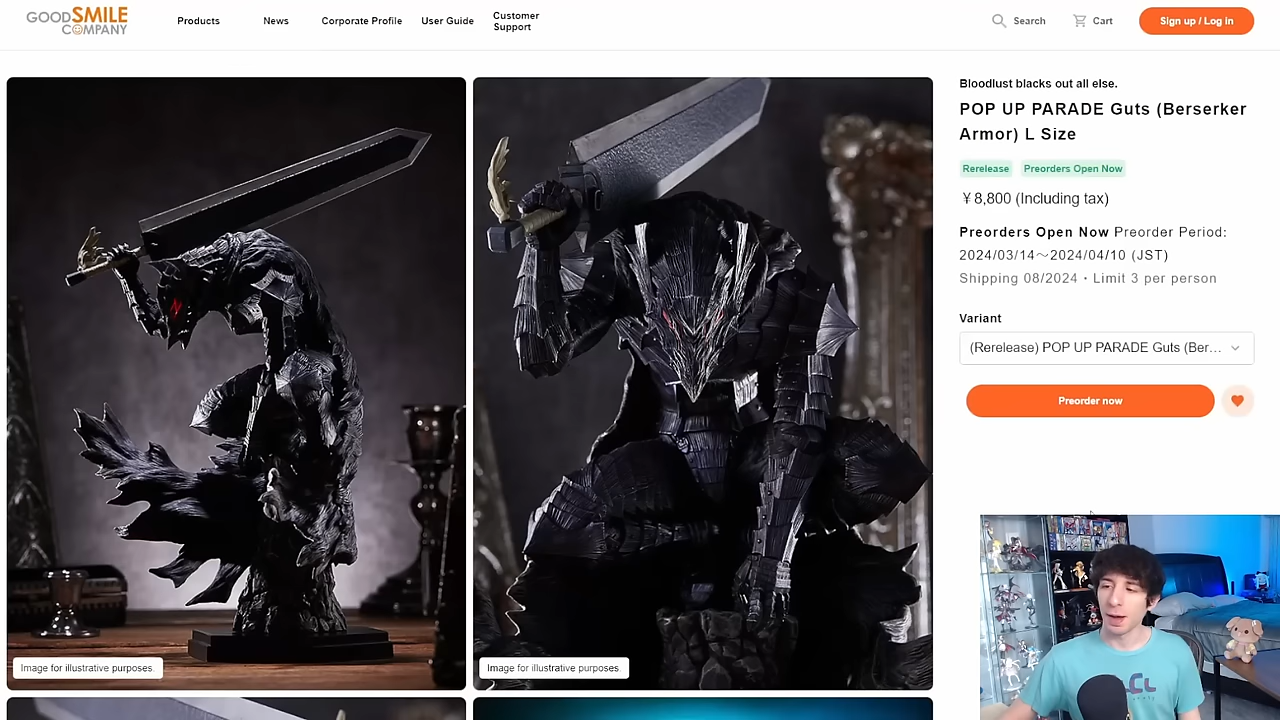 GOODSMILE
COMPANY
Products
News
Corporate Profile
User Guide
Customer
Support
Search
Cart
Sign up / Log in
Bloodlust blacks out all else.
POP UP PARADE Guts (Berserker
Armor) L Size
Rerelease
Preorders Open Now
¥8,800 (Including tax)
Preorders Open Now Preorder Period:
2024/03/14～2024/04/10 (JST)
Shipping 08/2024・Limit 3 per person
Variant
(Rerelease) POP UP PARADE Guts (Ber...
Preorder now
Image for illustrative purposes.
Image for illustrative purposes.